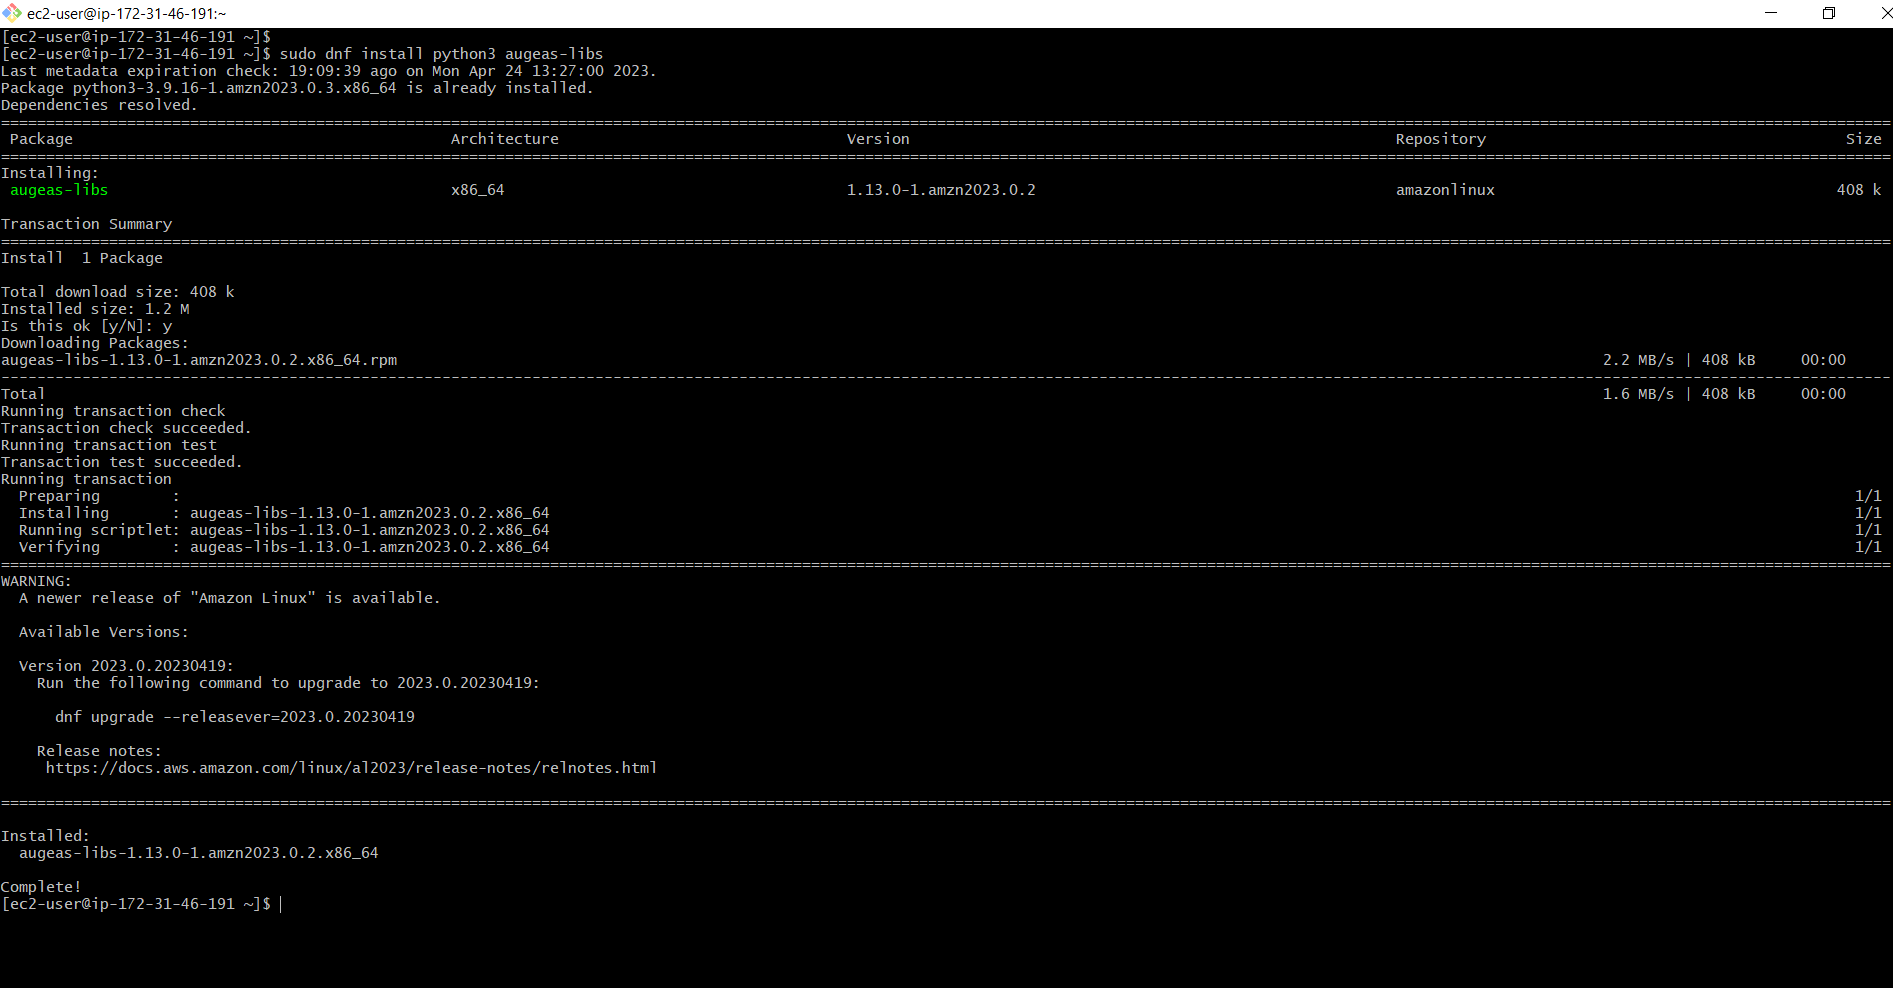 ec2-user@ip-172-31-46-191:~
[ec2-user@ip-172-31-46-191 ~]$
[ec2-user@ip-172-31-46-191 ~]$ sudo dnf install python3 augeas-libs
Last metadata expiration check: 19:09:39 ago on Mon Apr 24 13:27:00 2023.
Package python3-3.9.16-1.amzn2023.0.3.x86_64 is already installed.
Dependencies resolved.
Package Architecture Version Repository Size
Installing:
augeas-libs x86_64 1.13.0-1.amzn2023.0.2 amazonlinux 408 k
Transaction Summary
Install  1 Package
Total download size: 408 k
Installed size: 1.2 M
Is this ok [y/N]: y
Downloading Packages:
augeas-libs-1.13.0-1.amzn2023.0.2.x86_64.rpm 2.2 MB/s | 408 kB 00:00
Total 1.6 MB/s | 408 kB 00:00
Running transaction check
Transaction check succeeded.
Running transaction test
Transaction test succeeded.
Running transaction
Preparing : 1/1
Installing : augeas-libs-1.13.0-1.amzn2023.0.2.x86_64 1/1
Running scriptlet: augeas-libs-1.13.0-1.amzn2023.0.2.x86_64 1/1
Verifying : augeas-libs-1.13.0-1.amzn2023.0.2.x86_64 1/1
WARNING:
A newer release of "Amazon Linux" is available.
Available Versions:
Version 2023.0.20230419:
Run the following command to upgrade to 2023.0.20230419:
dnf upgrade --releasever=2023.0.20230419
Release notes:
https://docs.aws.amazon.com/linux/al2023/release-notes/relnotes.html
Installed:
augeas-libs-1.13.0-1.amzn2023.0.2.x86_64
Complete!
[ec2-user@ip-172-31-46-191 ~]$